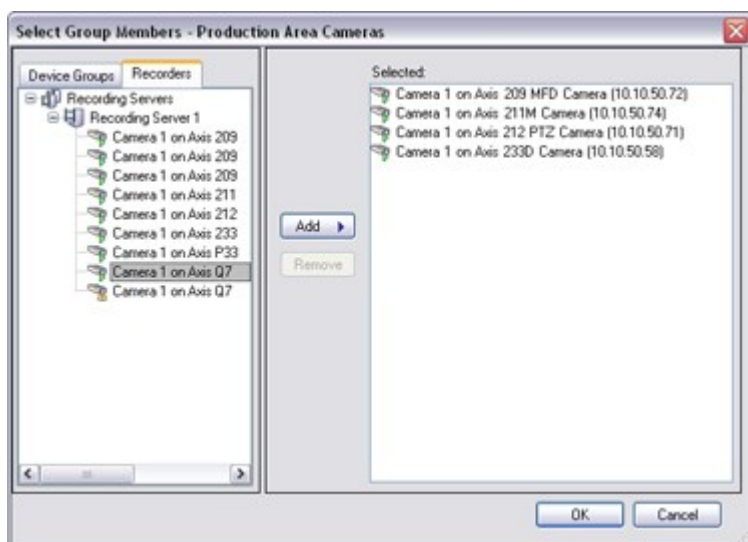 Select Group Members - Production Area Cameras
Device Groups
Recorders
Recording Servers
Recording Server 1
Camera 1 on Axis 209
Camera 1 on Axis 209
Camera 1 on Axis 209
Camera 1 on Axis 211
Camera 1 on Axis 212
Camera 1 on Axis 233
Camera 1 on Axis P33
Camera 1 on Axis Q7
Camera 1 on Axis Q7
Add
Remove
Selected:
Camera 1 on Axis 209 MFD Camera (10.10.50.72)
Camera 1 on Axis 211M Camera (10.10.50.74)
Camera 1 on Axis 212 PTZ Camera (10.10.50.71)
Camera 1 on Axis 233D Camera (10.10.50.58)
OK
Cancel